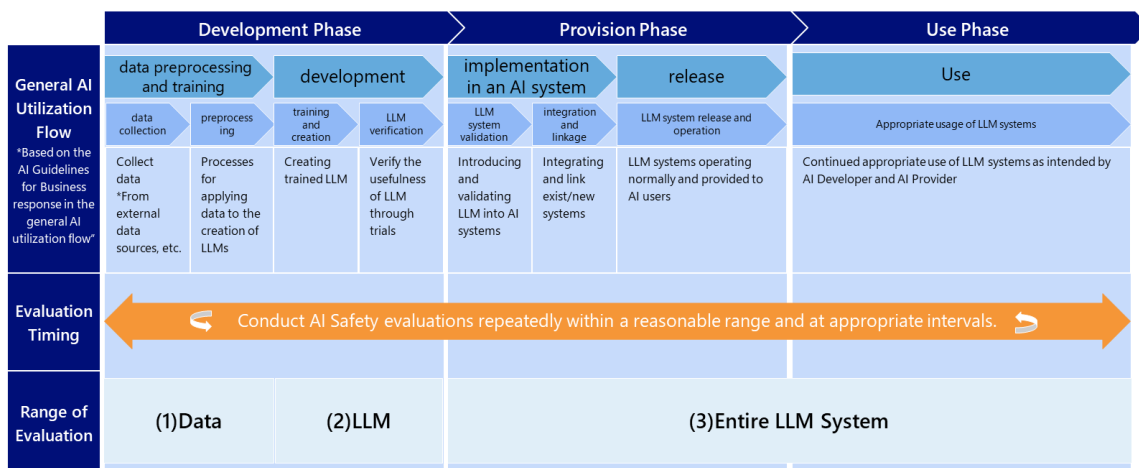 Development Phase
Provision Phase
Use Phase
General AI
Utilization
Flow
*Based on the
AI Guidelines
for Business
response in the
general AI
utilization flow"
data preprocessing
and training
development
implementation
in an AI system
release
Use
data
collection
preprocess
ing
training
and
creation
LLM
verification
LLM
system
validation
integration
and
linkage
LLM system release and
operation
Appropriate usage of LLM systems
Collect
data
*From
external
data
sources, etc.
Processes
for
applying
data to the
creation of
LLMs
Creating
trained LLM
Verify the
usefulness
of LLM
through
trials
Introducing
and
validating
LLM into AI
systems
Integrating
and link
exist/new
systems
LLM systems operating
normally and provided to
AI users
Continued appropriate use of LLM systems as intended by
AI Developer and AI Provider
Evaluation
Timing
Conduct AI Safety evaluations repeatedly within a reasonable range and at appropriate intervals.
Range of
Evaluation
(1)Data
(2)LLM
(3)Entire LLM System